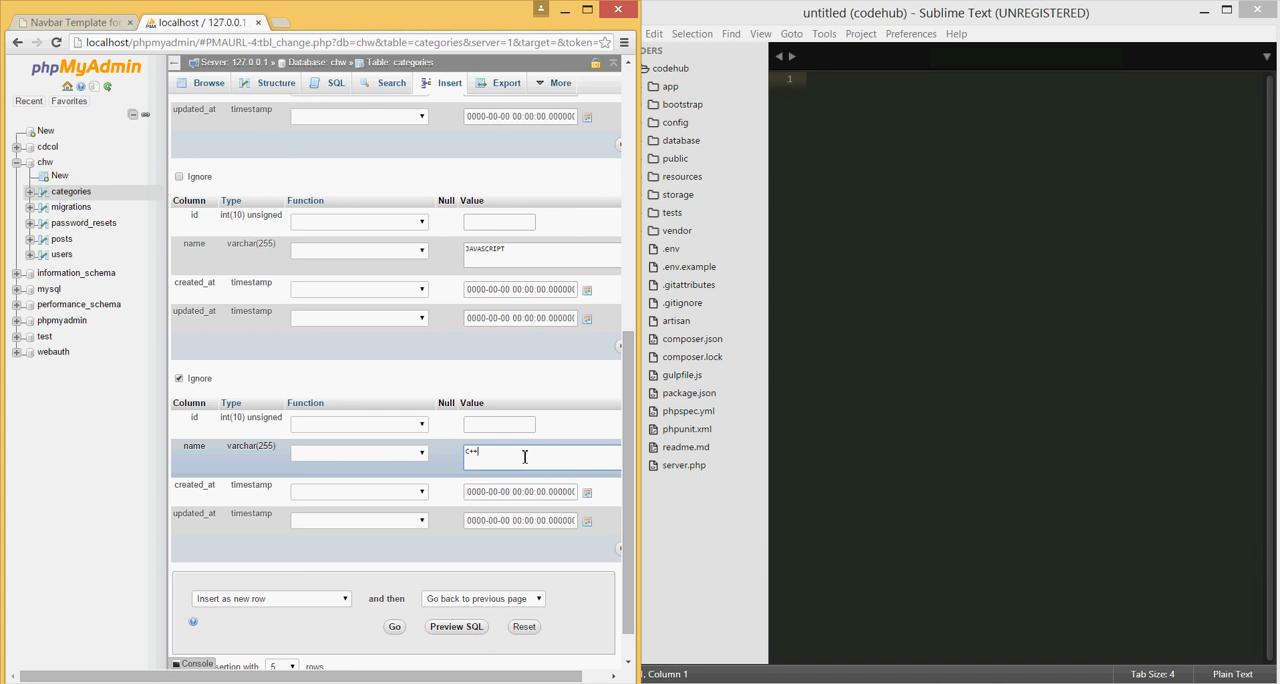 Navbar Template for × localhost / 127.0.0.1 ×
untitled (codehub) - Sublime Text (UNREGISTERED)
localhost/phpmyadmin/#PMAURL-4:tbl_change.php?db=chw&table=categories&server=1&target=&token=
Edit Selection Find View Goto Tools Project Preferences Help
phpMyAdmin
Recent Favorites
New
cdcol
chw
New
categories
migrations
password_resets
posts
users
information_schema
mysql
performance_schema
phpmyadmin
test
webauth
Server: 127.0.0.1 » Database: chw » Table: categories
Browse Structure SQL Search Insert Export More
updated_at timestamp 0000-00-00 00:00:00.000000
Ignore
Column Type Function Null Value
id int(10) unsigned
name varchar(255) JAVASCRIPT
created_at timestamp 0000-00-00 00:00:00.000000
updated_at timestamp 0000-00-00 00:00:00.000000
Ignore
Column Type Function Null Value
id int(10) unsigned
name varchar(255) C++
created_at timestamp 0000-00-00 00:00:00.000000
updated_at timestamp 0000-00-00 00:00:00.000000
Insert as new row and then Go back to previous page
Go Preview SQL Reset
Console sertion with 5 rows
DERS
codehub
app
bootstrap
config
database
public
resources
storage
tests
vendor
.env
.env.example
.gitattributes
.gitignore
artisan
composer.json
composer.lock
gulpfile.js
package.json
phpspec.yml
phpunit.xml
readme.md
server.php
1
, Column 1 Tab Size: 4 Plain Text